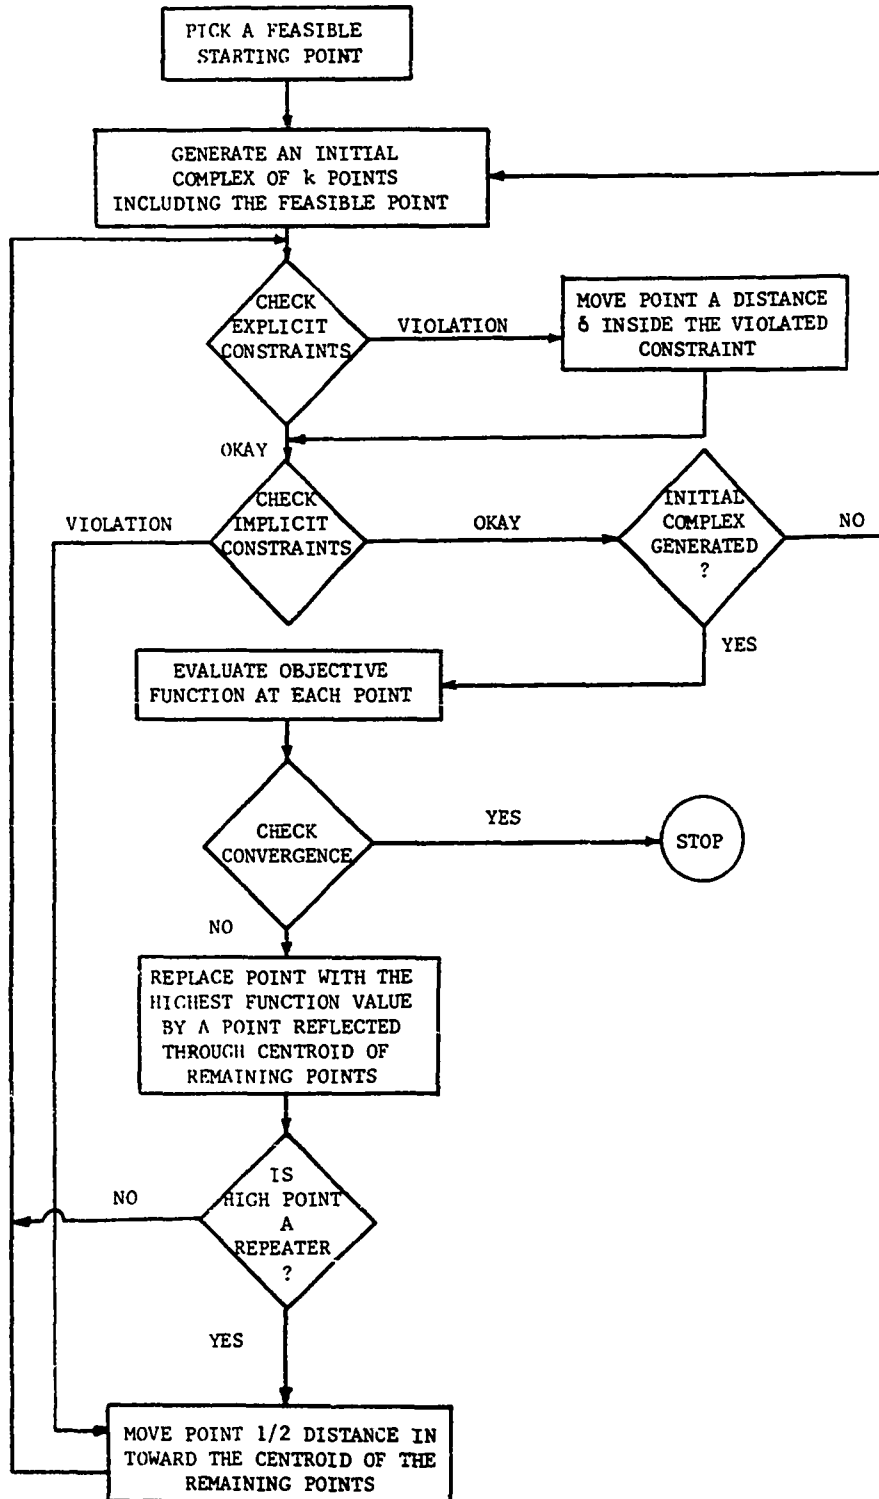 PICK A FEASIBLE
STARTING POINT
GENERATE AN INITIAL
COMPLEX OF k POINTS
INCLUDING THE FEASIBLE POINT
CHECK
EXPLICIT
CONSTRAINTS
VIOLATION
MOVE POINT A DISTANCE
δ INSIDE THE VIOLATED
CONSTRAINT
OKAY
CHECK
IMPLICIT
CONSTRAINTS
VIOLATION
OKAY
INITIAL
COMPLEX
GENERATED
?
NO
YES
EVALUATE OBJECTIVE
FUNCTION AT EACH POINT
CHECK
CONVERGENCE
YES
STOP
NO
REPLACE POINT WITH THE
HIGHEST FUNCTION VALUE
BY A POINT REFLECTED
THROUGH CENTROID OF
REMAINING POINTS
IS
HIGH POINT
A
REPEATER
?
NO
YES
MOVE POINT 1/2 DISTANCE IN
TOWARD THE CENTROID OF THE
REMAINING POINTS